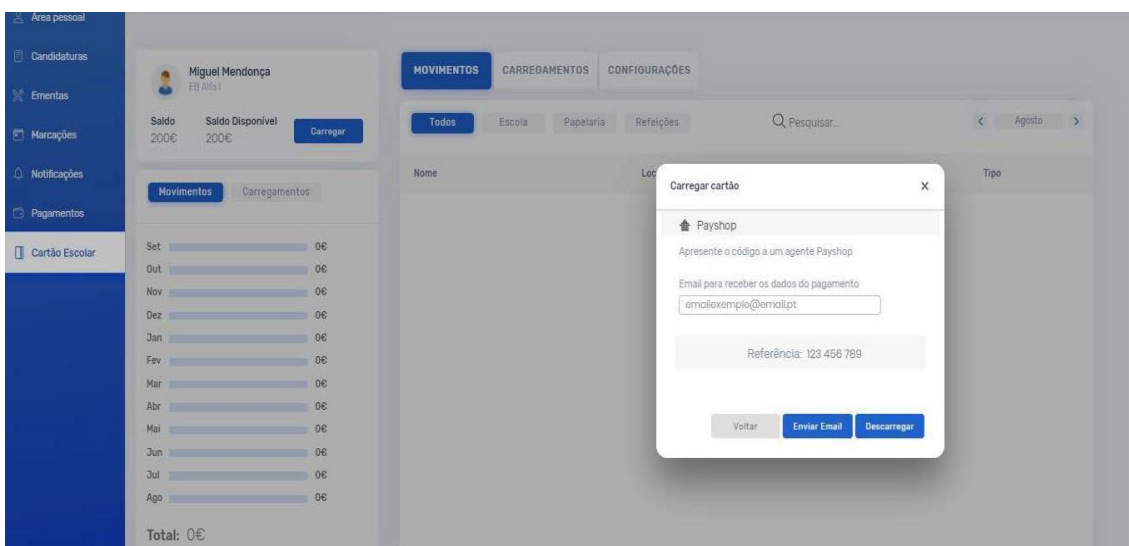 Área pessoal
Candidaturas
Ementas
Marcações
Notificações
Pagamentos
Cartão Escolar
Miguel Mendonça
EB Alfa 1
Saldo Saldo Disponível
200€ 200€
Carregar
Movimentos Carregamentos
Set 0€
Out 0€
Nov 0€
Dez 0€
Jan 0€
Fev 0€
Mar 0€
Abr 0€
Mai 0€
Jun 0€
Jul 0€
Ago 0€
Total: 0€
MOVIMENTOS CARREGAMENTOS CONFIGURAÇÕES
Todos Escola Papelaria Refeições Pesquisar... < Agosto >
Nome Loc Tipo
Carregar cartão X
Payshop
Apresente o código a um agente Payshop
Email para receber os dados do pagamento
emailexemplo@email.pt
Referência: 123 456 789
Voltar Enviar Email Descarregar